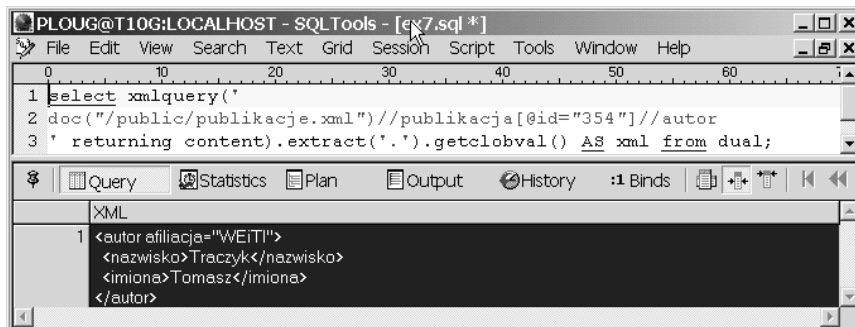 PLOUG@T10G:LOCALHOST - SQLTools - [ex7.sql *]
File Edit View Search Text Grid Session Script Tools Window Help
0 10 20 30 40 50 60 7
1 select xmlquery('
2 doc("/public/publikacje.xml")//publikacja[@id="354"]//autor
3 ' returning content).extract('.').getclobval() AS xml from dual;
Query Statistics Plan Output History :1 Binds
XML
1 <autor afiliacja="WEiTI">
<nazwisko>Traczyk</nazwisko>
<imiona>Tomasz</imiona>
</autor>